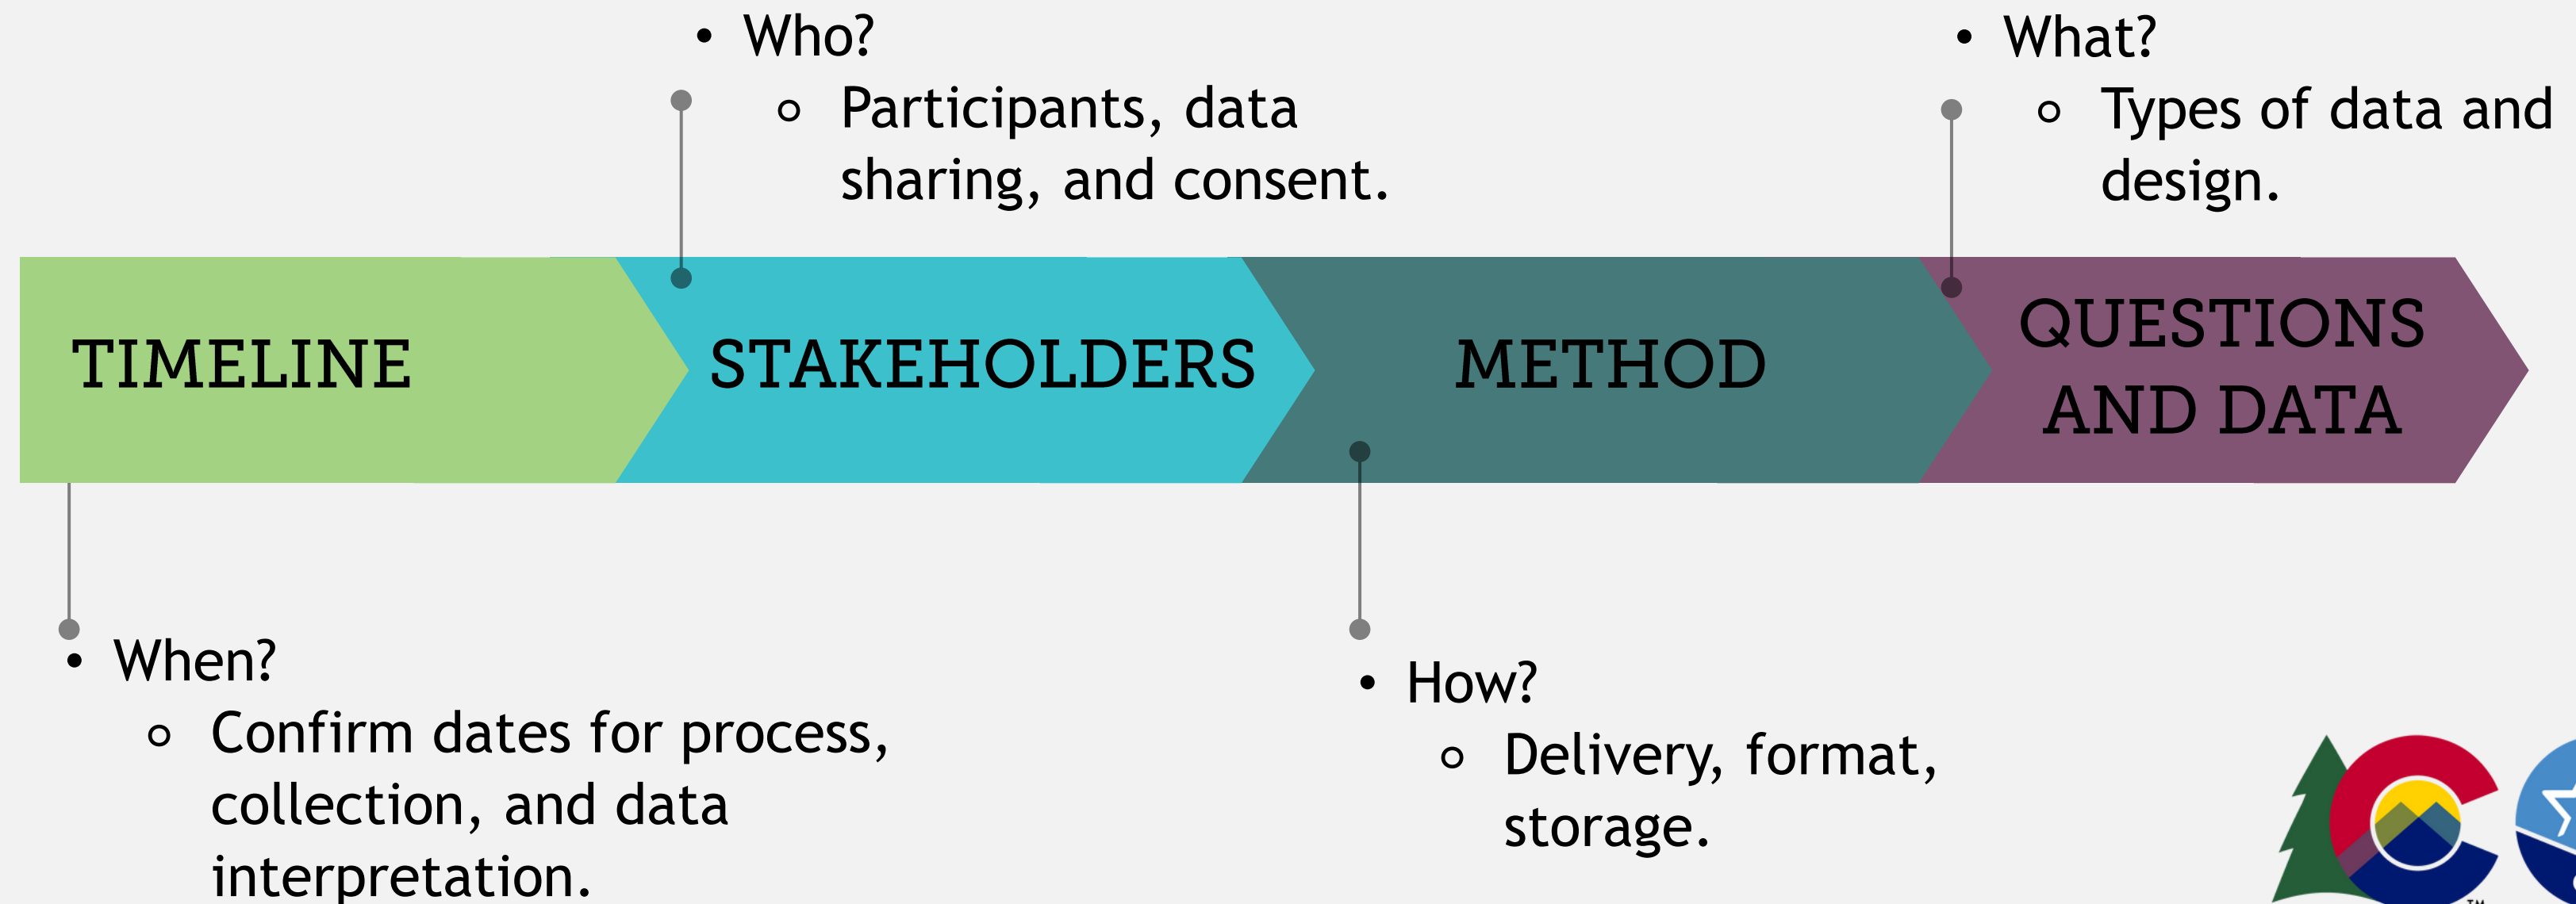 • Who?
○ Participants, data
sharing, and consent.
• What?
○ Types of data and
design.
TIMELINE
STAKEHOLDERS
METHOD
QUESTIONS
AND DATA
• When?
○ Confirm dates for process,
collection, and data
interpretation.
• How?
○ Delivery, format,
storage.
TM